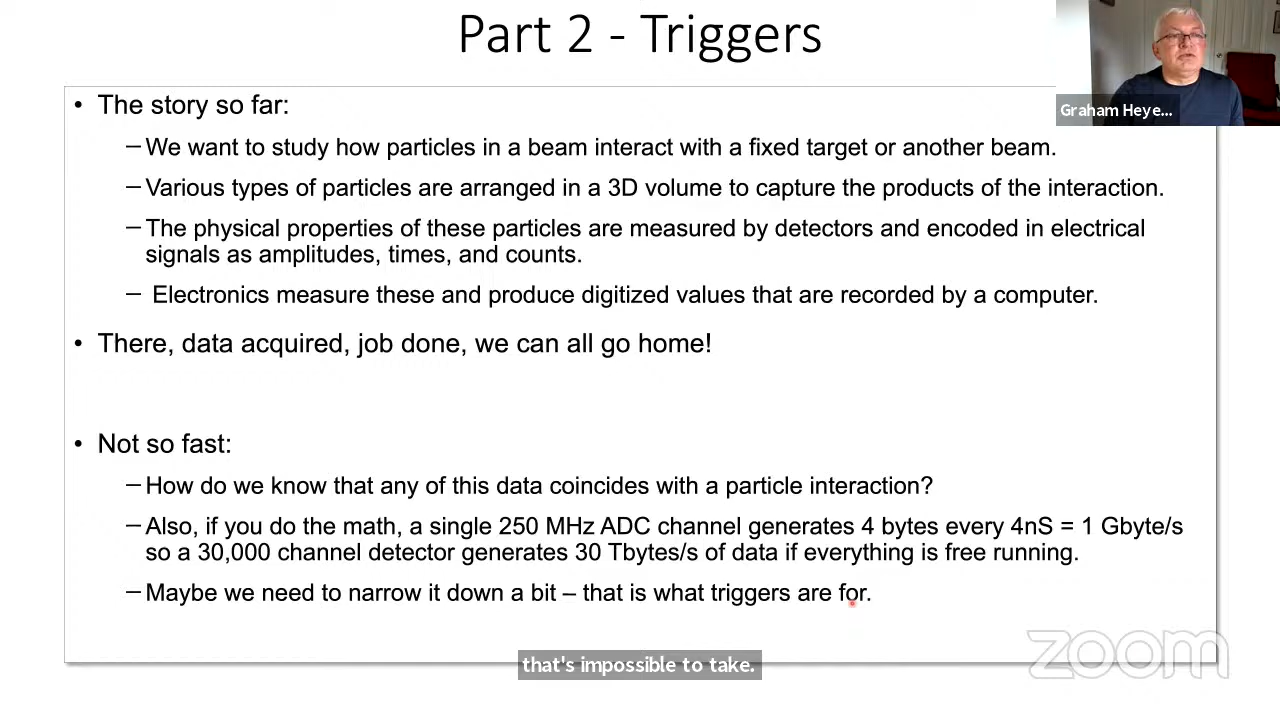 Part 2 - Triggers
Graham Heye...
• The story so far:
– We want to study how particles in a beam interact with a fixed target or another beam.
– Various types of particles are arranged in a 3D volume to capture the products of the interaction.
– The physical properties of these particles are measured by detectors and encoded in electrical
signals as amplitudes, times, and counts.
– Electronics measure these and produce digitized values that are recorded by a computer.
• There, data acquired, job done, we can all go home!
• Not so fast:
– How do we know that any of this data coincides with a particle interaction?
– Also, if you do the math, a single 250 MHz ADC channel generates 4 bytes every 4nS = 1 Gbyte/s
so a 30,000 channel detector generates 30 Tbytes/s of data if everything is free running.
– Maybe we need to narrow it down a bit – that is what triggers are for.
zoom
that's impossible to take.